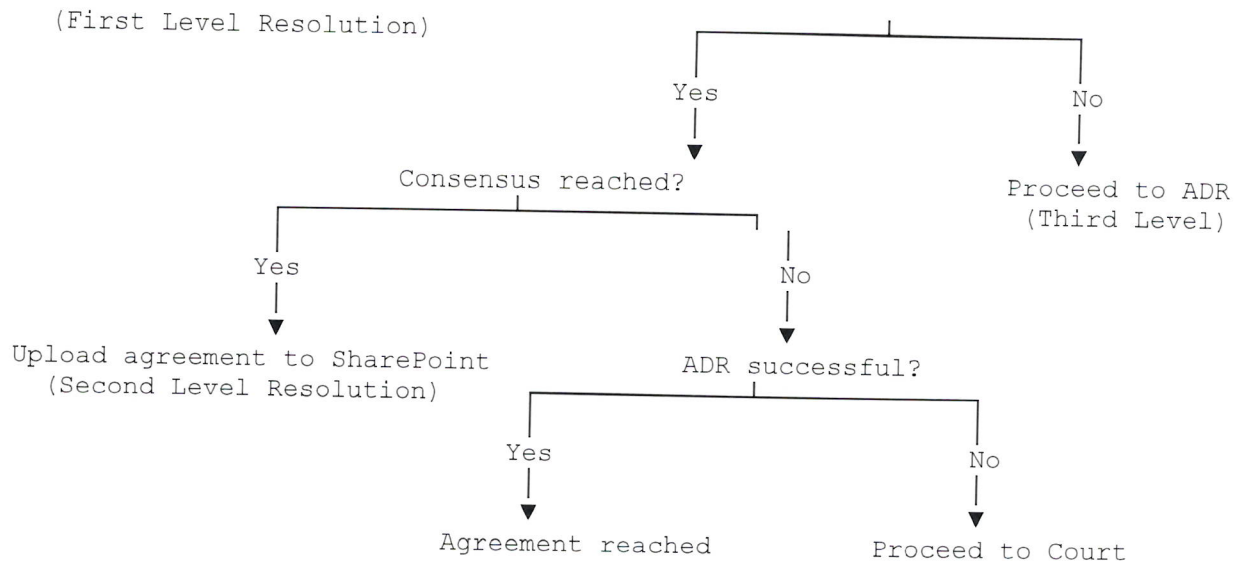 (First Level Resolution)
Yes
No
Consensus reached?
Proceed to ADR
(Third Level)
Yes
No
Upload agreement to SharePoint
(Second Level Resolution)
ADR successful?
Yes
No
Agreement reached
Proceed to Court